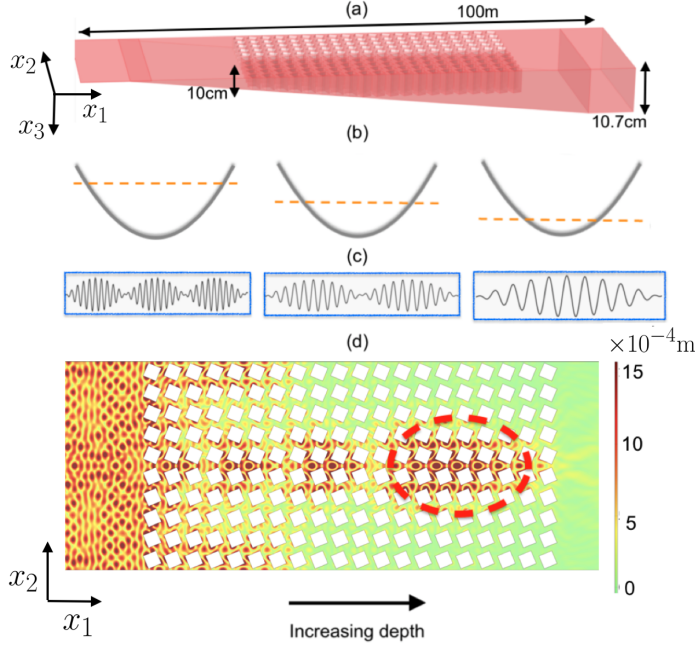 (a)
100m
x₂
x₁
x₃
10cm
10.7cm
(b)
(c)
(d)
×10⁻⁴m
15
10
5
0
x₂
x₁
Increasing depth